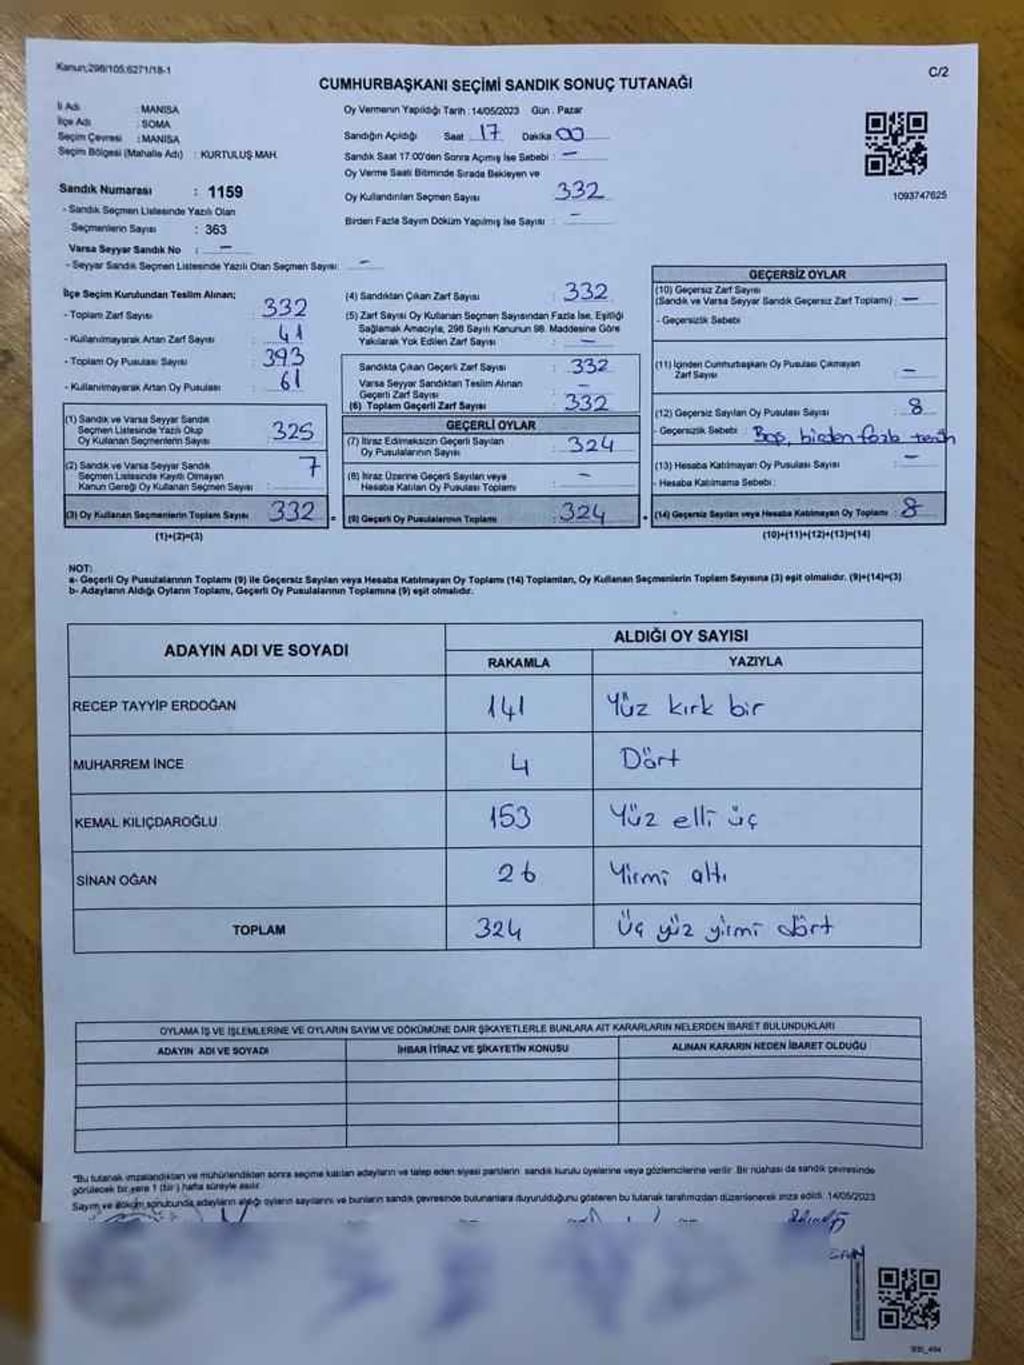 Kanun;298/105,6271/18-1
C/2
CUMHURBAŞKANI SEÇİMİ SANDIK SONUÇ TUTANAĞI
İl Adı : MANİSA
İlçe Adı : SOMA
Seçim Çevresi : MANİSA
Seçim Bölgesi (Mahalle Adı) : KURTULUŞ MAH.
Sandık Numarası : 1159
- Sandık Seçmen Listesinde Yazılı Olan
Seçmenlerin Sayısı : 363
Varsa Seyyar Sandık No : —
- Seyyar Sandık Seçmen Listesinde Yazılı Olan Seçmen Sayısı: —
Oy Vermenin Yapıldığı Tarih : 14/05/2023 Gün : Pazar
Sandığın Açıldığı Saat 17 Dakika 00
Sandık Saat 17:00'den Sonra Açımış İse Sebebi : —
Oy Verme Saati Bitiminde Sırada Bekleyen ve
Oy Kullandırılan Seçmen Sayısı 332
Birden Fazla Sayım Döküm Yapılmış İse Sayısı : —
1093747625
İlçe Seçim Kurulundan Teslim Alınan;
- Toplam Zarf Sayısı 332
- Kullanılmayarak Artan Zarf Sayısı : 41
- Toplam Oy Pusulası Sayısı 393
- Kullanılmayarak Artan Oy Pusulası : 61
(1) Sandık ve Varsa Seyyar Sandık
Seçmen Listesinde Yazılı Olup
Oy Kullanan Seçmenlerin Sayısı : 325
(2) Sandık ve Varsa Seyyar Sandık
Seçmen Listesinde Kayıtlı Olmayan
Kanun Gereği Oy Kullanan Seçmen Sayısı : 7
(3) Oy Kullanan Seçmenlerin Toplam Sayısı 332
(1)+(2)=(3)
(4) Sandıktan Çıkan Zarf Sayısı : 332
(5) Zarf Sayısı Oy Kullanan Seçmen Sayısından Fazla İse, Eşitliği
Sağlamak Amacıyla, 298 Sayılı Kanunun 98. Maddesine Göre
Yakılarak Yok Edilen Zarf Sayısı : —
Sandıkta Çıkan Geçerli Zarf Sayısı : 332
Varsa Seyyar Sandıktan Teslim Alınan
Geçerli Zarf Sayısı : —
(6) Toplam Geçerli Zarf Sayısı : 332
GEÇERLİ OYLAR
(7) İtiraz Edilmeksizin Geçerli Sayılan
Oy Pusulalarının Sayısı : 324
(8) İtiraz Üzerine Geçerli Sayılan veya
Hesaba Katılan Oy Pusulası Toplamı : —
= (9) Geçerli Oy Pusulalarının Toplamı : 324
GEÇERSİZ OYLAR
(10) Geçersiz Zarf Sayısı
(Sandık ve Varsa Seyyar Sandık Geçersiz Zarf Toplamı) : —
- Geçersizlik Sebebi
(11) İçinden Cumhurbaşkanı Oy Pusulası Çıkmayan
Zarf Sayısı : —
(12) Geçersiz Sayılan Oy Pusulası Sayısı : 8
- Geçersizlik Sebebi : Boş, birden fazla tercih
(13) Hesaba Katılmayan Oy Pusulası Sayısı : —
- Hesaba Katılmama Sebebi :
+ (14) Geçersiz Sayılan veya Hesaba Katılmayan Oy Toplamı : 8
(10)+(11)+(12)+(13)=(14)
NOT:
a- Geçerli Oy Pusulalarının Toplamı (9) ile Geçersiz Sayılan veya Hesaba Katılmayan Oy Toplamı (14) Toplamları, Oy Kullanan Seçmenlerin Toplam Sayısına (3) eşit olmalıdır. (9)+(14)=(3)
b- Adayların Aldığı Oyların Toplamı, Geçerli Oy Pusulalarının Toplamına (9) eşit olmalıdır.
ADAYIN ADI VE SOYADI
ALDIĞI OY SAYISI
RAKAMLA YAZIYLA
RECEP TAYYİP ERDOĞAN 141 Yüz kırk bir
MUHARREM İNCE 4 Dört
KEMAL KILIÇDAROĞLU 153 Yüz elli üç
SİNAN OĞAN 26 Yirmi altı
TOPLAM 324 Üç yüz yirmi dört
OYLAMA İŞ VE İŞLEMLERİNE VE OYLARIN SAYIM VE DÖKÜMÜNE DAİR ŞİKAYETLERLE BUNLARA AİT KARARLARIN NELERDEN İBARET BULUNDUKLARI
ADAYIN ADI VE SOYADI İHBAR İTİRAZ VE ŞİKAYETİN KONUSU ALINAN KARARIN NEDEN İBARET OLDUĞU
*Bu tutanak imzalandıktan ve mühürlendikten sonra seçime katılan adayların ve talep eden siyasi partilerin sandık kurulu üyelerine veya gözlemcilerine verilir. Bir nüshası da sandık çevresinde
görülecek bir yere 1 (bir) hafta süreyle asılır.
Sayım ve döküm sonubunda adayların aldığı oyların sayılarını ve bunların sandık çevresinde bulunanlara duyurulduğunu gösteren bu tutanak tarafımızdan düzenlenerek imza edildi. 14/05/2023